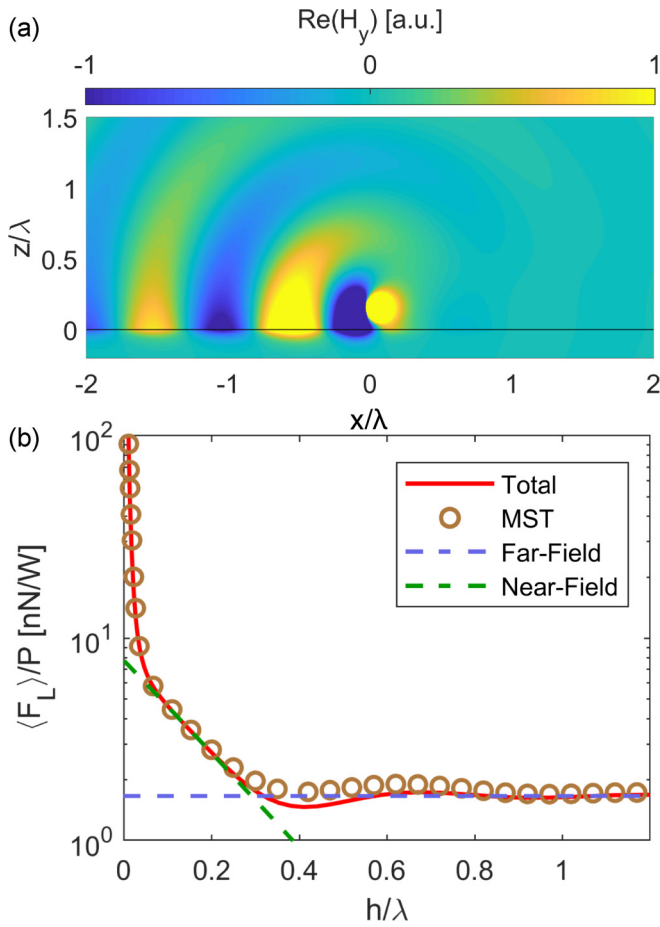 (a)
Re(H_y) [a.u.]
-1 0 1
1.5
1
0.5
0
z/λ
-2 -1 0 1 2
x/λ
(b)
10^2
10^1
10^0
⟨F_L⟩/P [nN/W]
Total
MST
Far-Field
Near-Field
0 0.2 0.4 0.6 0.8 1
h/λ